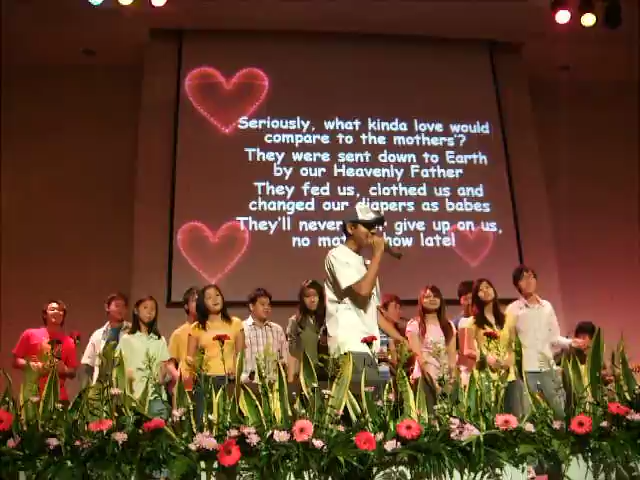 Seriously, what kinda love would
compare to the mothers'?
They were sent down to Earth
by our Heavenly Father
They fed us, clothed us and
changed our diapers as babes
They'll never give up on us,
no how late!